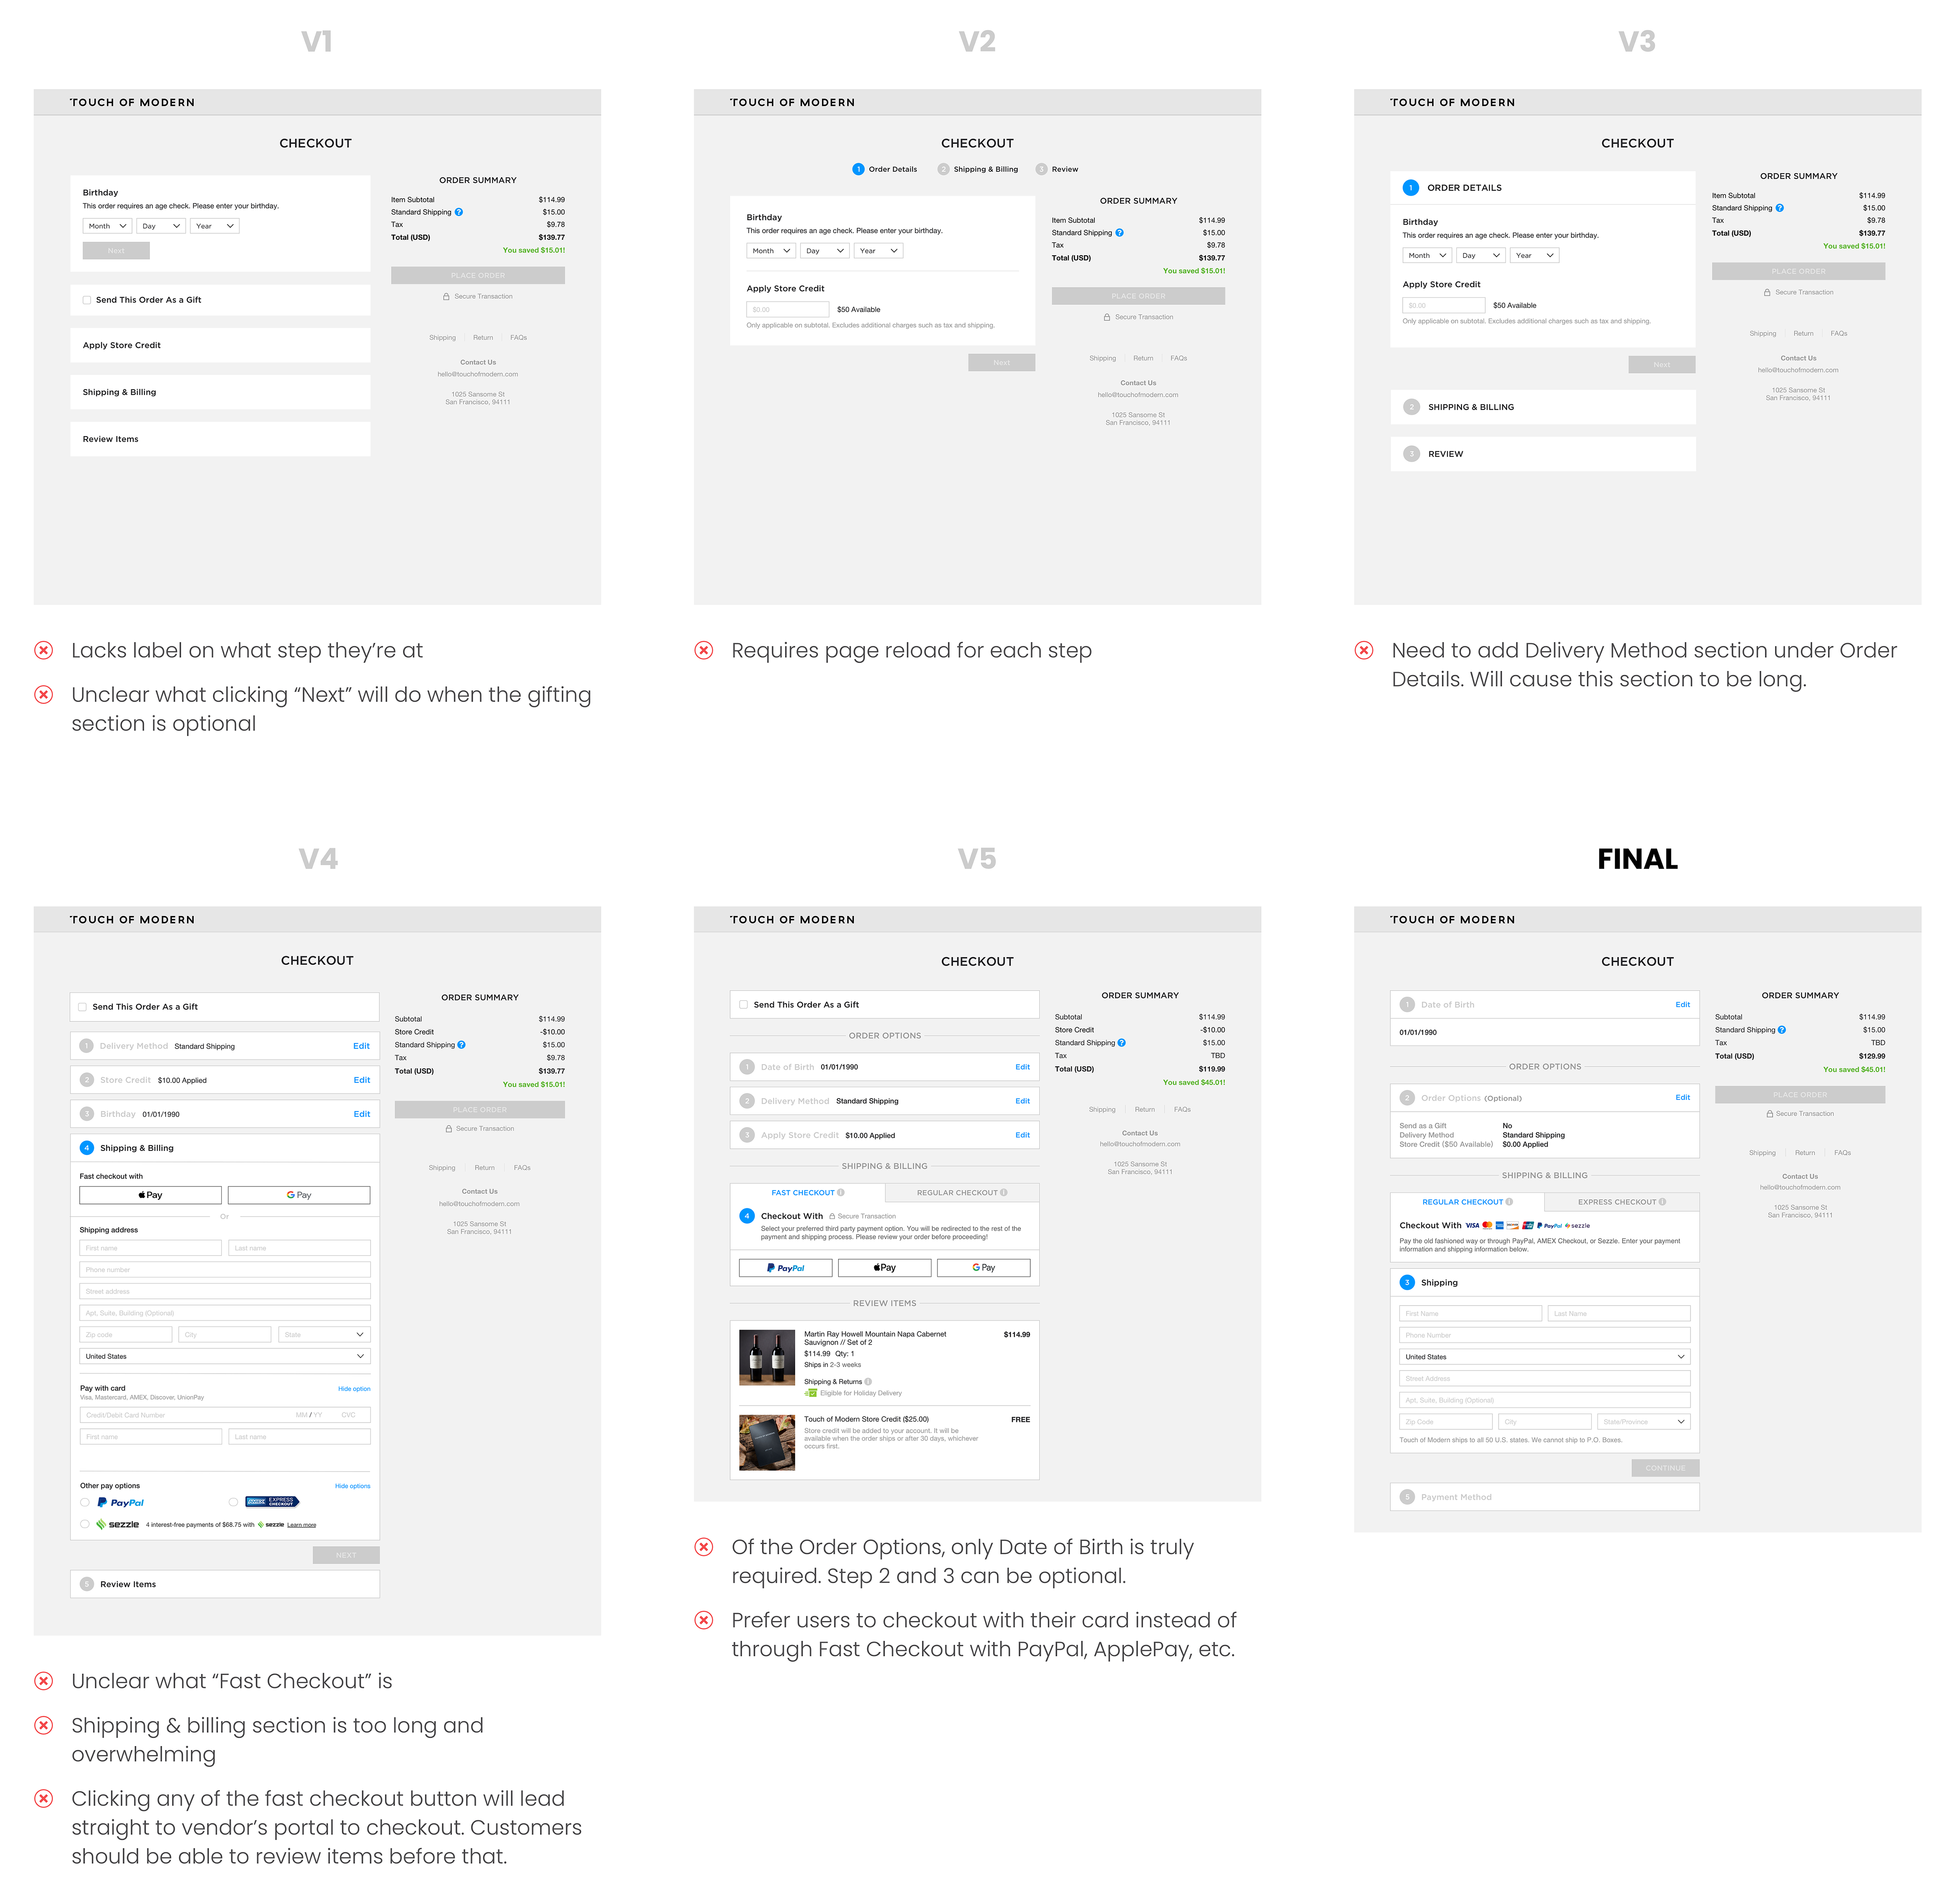 V1
TOUCH OF MODERN
CHECKOUT
Birthday
This order requires an age check. Please enter your birthday.
Month Day Year
Next
Send This Order As a Gift
Apply Store Credit
Shipping & Billing
Review Items
ORDER SUMMARY
Item Subtotal $114.99
Standard Shipping ? $15.00
Tax $9.78
Total (USD) $139.77
You saved $15.01!
PLACE ORDER
Secure Transaction
Shipping Return FAQs
Contact Us
hello@touchofmodern.com
1025 Sansome St
San Francisco, 94111
Lacks label on what step they’re at
Unclear what clicking “Next” will do when the gifting
section is optional
V2
TOUCH OF MODERN
CHECKOUT
1 Order Details 2 Shipping & Billing 3 Review
Birthday
This order requires an age check. Please enter your birthday.
Month Day Year
Apply Store Credit
$0.00 $50 Available
Only applicable on subtotal. Excludes additional charges such as tax and shipping.
Next
ORDER SUMMARY
Item Subtotal $114.99
Standard Shipping ? $15.00
Tax $9.78
Total (USD) $139.77
You saved $15.01!
PLACE ORDER
Secure Transaction
Shipping Return FAQs
Contact Us
hello@touchofmodern.com
1025 Sansome St
San Francisco, 94111
Requires page reload for each step
V3
TOUCH OF MODERN
CHECKOUT
1 ORDER DETAILS
Birthday
This order requires an age check. Please enter your birthday.
Month Day Year
Apply Store Credit
$0.00 $50 Available
Only applicable on subtotal. Excludes additional charges such as tax and shipping.
Next
2 SHIPPING & BILLING
3 REVIEW
ORDER SUMMARY
Item Subtotal $114.99
Standard Shipping ? $15.00
Tax $9.78
Total (USD) $139.77
You saved $15.01!
PLACE ORDER
Secure Transaction
Shipping Return FAQs
Contact Us
hello@touchofmodern.com
1025 Sansome St
San Francisco, 94111
Need to add Delivery Method section under Order
Details. Will cause this section to be long.
V4
TOUCH OF MODERN
CHECKOUT
Send This Order As a Gift
1 Delivery Method Standard Shipping Edit
2 Store Credit $10.00 Applied Edit
3 Birthday 01/01/1990 Edit
4 Shipping & Billing
Fast checkout with
Pay G Pay
Or
Shipping address
First name Last name
Phone number
Street address
Apt, Suite, Building (Optional)
Zip code City State
United States
Pay with card Hide option
Visa, Mastercard, AMEX, Discover, UnionPay
Credit/Debit Card Number MM / YY CVC
First name Last name
Other pay options Hide options
PayPal EXPRESS CHECKOUT
sezzle 4 interest-free payments of $68.75 with sezzle Learn more
NEXT
5 Review Items
ORDER SUMMARY
Subtotal $114.99
Store Credit -$10.00
Standard Shipping ? $15.00
Tax $9.78
Total (USD) $139.77
You saved $15.01!
PLACE ORDER
Secure Transaction
Shipping Return FAQs
Contact Us
hello@touchofmodern.com
1025 Sansome St
San Francisco, 94111
Unclear what “Fast Checkout” is
Shipping & billing section is too long and
overwhelming
Clicking any of the fast checkout button will lead
straight to vendor’s portal to checkout. Customers
should be able to review items before that.
V5
TOUCH OF MODERN
CHECKOUT
Send This Order As a Gift
ORDER OPTIONS
1 Date of Birth 01/01/1990 Edit
2 Delivery Method Standard Shipping Edit
3 Apply Store Credit $10.00 Applied Edit
SHIPPING & BILLING
FAST CHECKOUT i REGULAR CHECKOUT i
4 Checkout With Secure Transaction
Select your preferred third party payment option. You will be redirected to the rest of the
payment and shipping process. Please review your order before proceeding!
PayPal Pay G Pay
REVIEW ITEMS
Martin Ray Howell Mountain Napa Cabernet $114.99
Sauvignon // Set of 2
$114.99 Qty: 1
Ships in 2-3 weeks
Shipping & Returns i
Eligible for Holiday Delivery
Touch of Modern Store Credit ($25.00) FREE
Store credit will be added to your account. It will be
available when the order ships or after 30 days, whichever
occurs first.
ORDER SUMMARY
Subtotal $114.99
Store Credit -$10.00
Standard Shipping ? $15.00
Tax TBD
Total (USD) $119.99
You saved $45.01!
Shipping Return FAQs
Contact Us
hello@touchofmodern.com
1025 Sansome St
San Francisco, 94111
Of the Order Options, only Date of Birth is truly
required. Step 2 and 3 can be optional.
Prefer users to checkout with their card instead of
through Fast Checkout with PayPal, ApplePay, etc.
FINAL
TOUCH OF MODERN
CHECKOUT
1 Date of Birth Edit
01/01/1990
ORDER OPTIONS
2 Order Options (Optional) Edit
Send as a Gift No
Delivery Method Standard Shipping
Store Credit ($50 Available) $0.00 Applied
SHIPPING & BILLING
REGULAR CHECKOUT i EXPRESS CHECKOUT i
Checkout With VISA PayPal sezzle
Pay the old fashioned way or through PayPal, AMEX Checkout, or Sezzle. Enter your payment
information and shipping information below.
3 Shipping
First Name Last Name
Phone Number
United States
Street Address
Apt, Suite, Building (Optional)
Zip Code City State/Province
Touch of Modern ships to all 50 U.S. states. We cannot ship to P.O. Boxes.
CONTINUE
5 Payment Method
ORDER SUMMARY
Subtotal $114.99
Standard Shipping ? $15.00
Tax TBD
Total (USD) $129.99
You saved $45.01!
PLACE ORDER
Secure Transaction
Shipping Return FAQs
Contact Us
hello@touchofmodern.com
1025 Sansome St
San Francisco, 94111